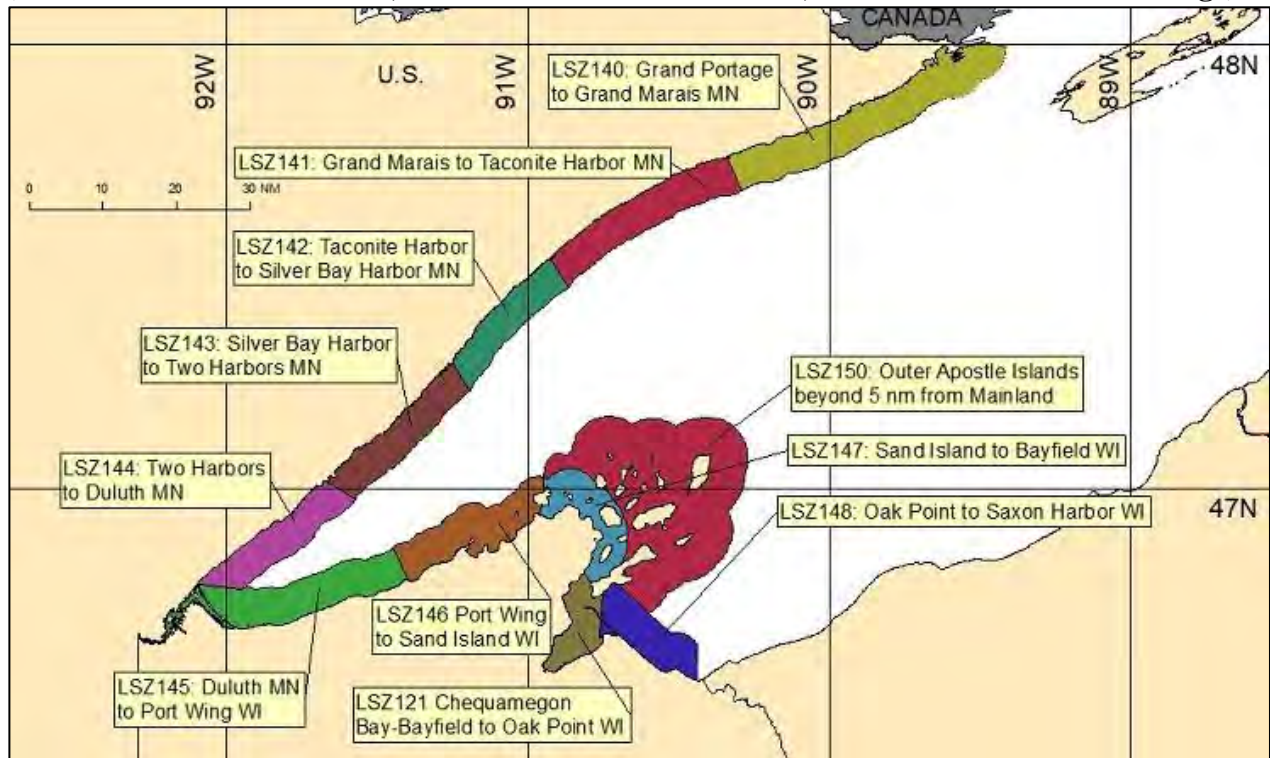 CANADA
U.S.
92W
91W
90W
89W
48N
LSZ140: Grand Portage
to Grand Marais MN
LSZ141: Grand Marais to Taconite Harbor MN
0 10 20 30 NM
LSZ142: Taconite Harbor
to Silver Bay Harbor MN
LSZ143: Silver Bay Harbor
to Two Harbors MN
LSZ150: Outer Apostle Islands
beyond 5 nm from Mainland
LSZ147: Sand Island to Bayfield WI
LSZ144: Two Harbors
to Duluth MN
LSZ148: Oak Point to Saxon Harbor WI
47N
LSZ146 Port Wing
to Sand Island WI
LSZ145: Duluth MN
to Port Wing WI
LSZ121 Chequamegon
Bay-Bayfield to Oak Point WI